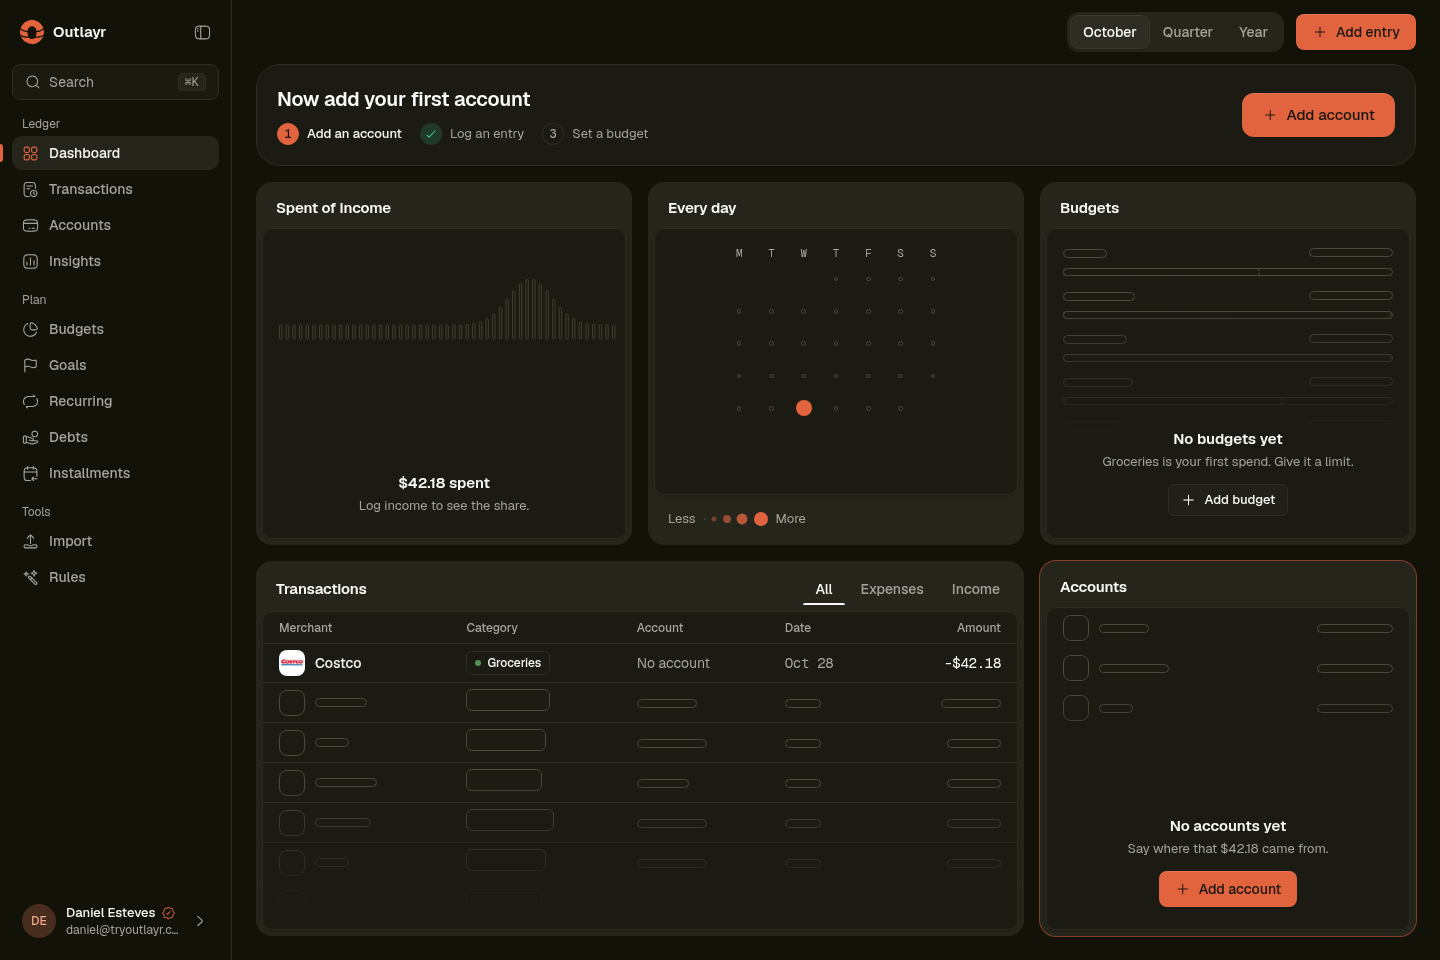 Outlayr
Search ⌘K
Ledger
Dashboard
Transactions
Accounts
Insights
Plan
Budgets
Goals
Recurring
Debts
Installments
Tools
Import
Rules
DE
Daniel Esteves
daniel@tryoutlayr.c...
October Quarter Year
Add entry
Now add your first account
1 Add an account Log an entry 3 Set a budget
Add account
Spent of income
$42.18 spent
Log income to see the share.
Every day
M T W T F S S
Less More
Budgets
No budgets yet
Groceries is your first spend. Give it a limit.
Add budget
Transactions
All Expenses Income
Merchant Category Account Date Amount
COSTCO Costco Groceries No account Oct 28 -$42.18
Accounts
No accounts yet
Say where that $42.18 came from.
Add account